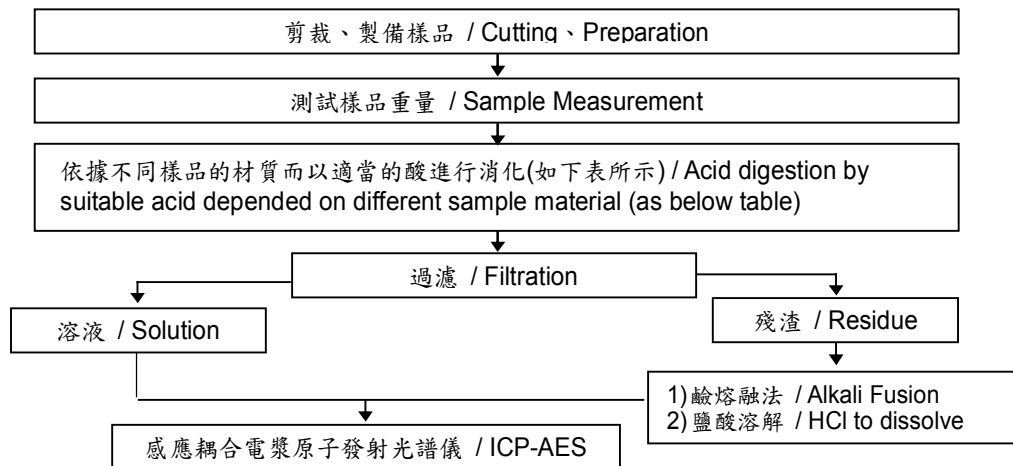 剪裁、製備樣品 / Cutting、Preparation
測試樣品重量 / Sample Measurement
依據不同樣品的材質而以適當的酸進行消化(如下表所示) / Acid digestion by
suitable acid depended on different sample material (as below table)
過濾 / Filtration
溶液 / Solution
殘渣 / Residue
1)鹼熔融法 / Alkali Fusion
2)鹽酸溶解 / HCl to dissolve
感應耦合電漿原子發射光譜儀 / ICP-AES